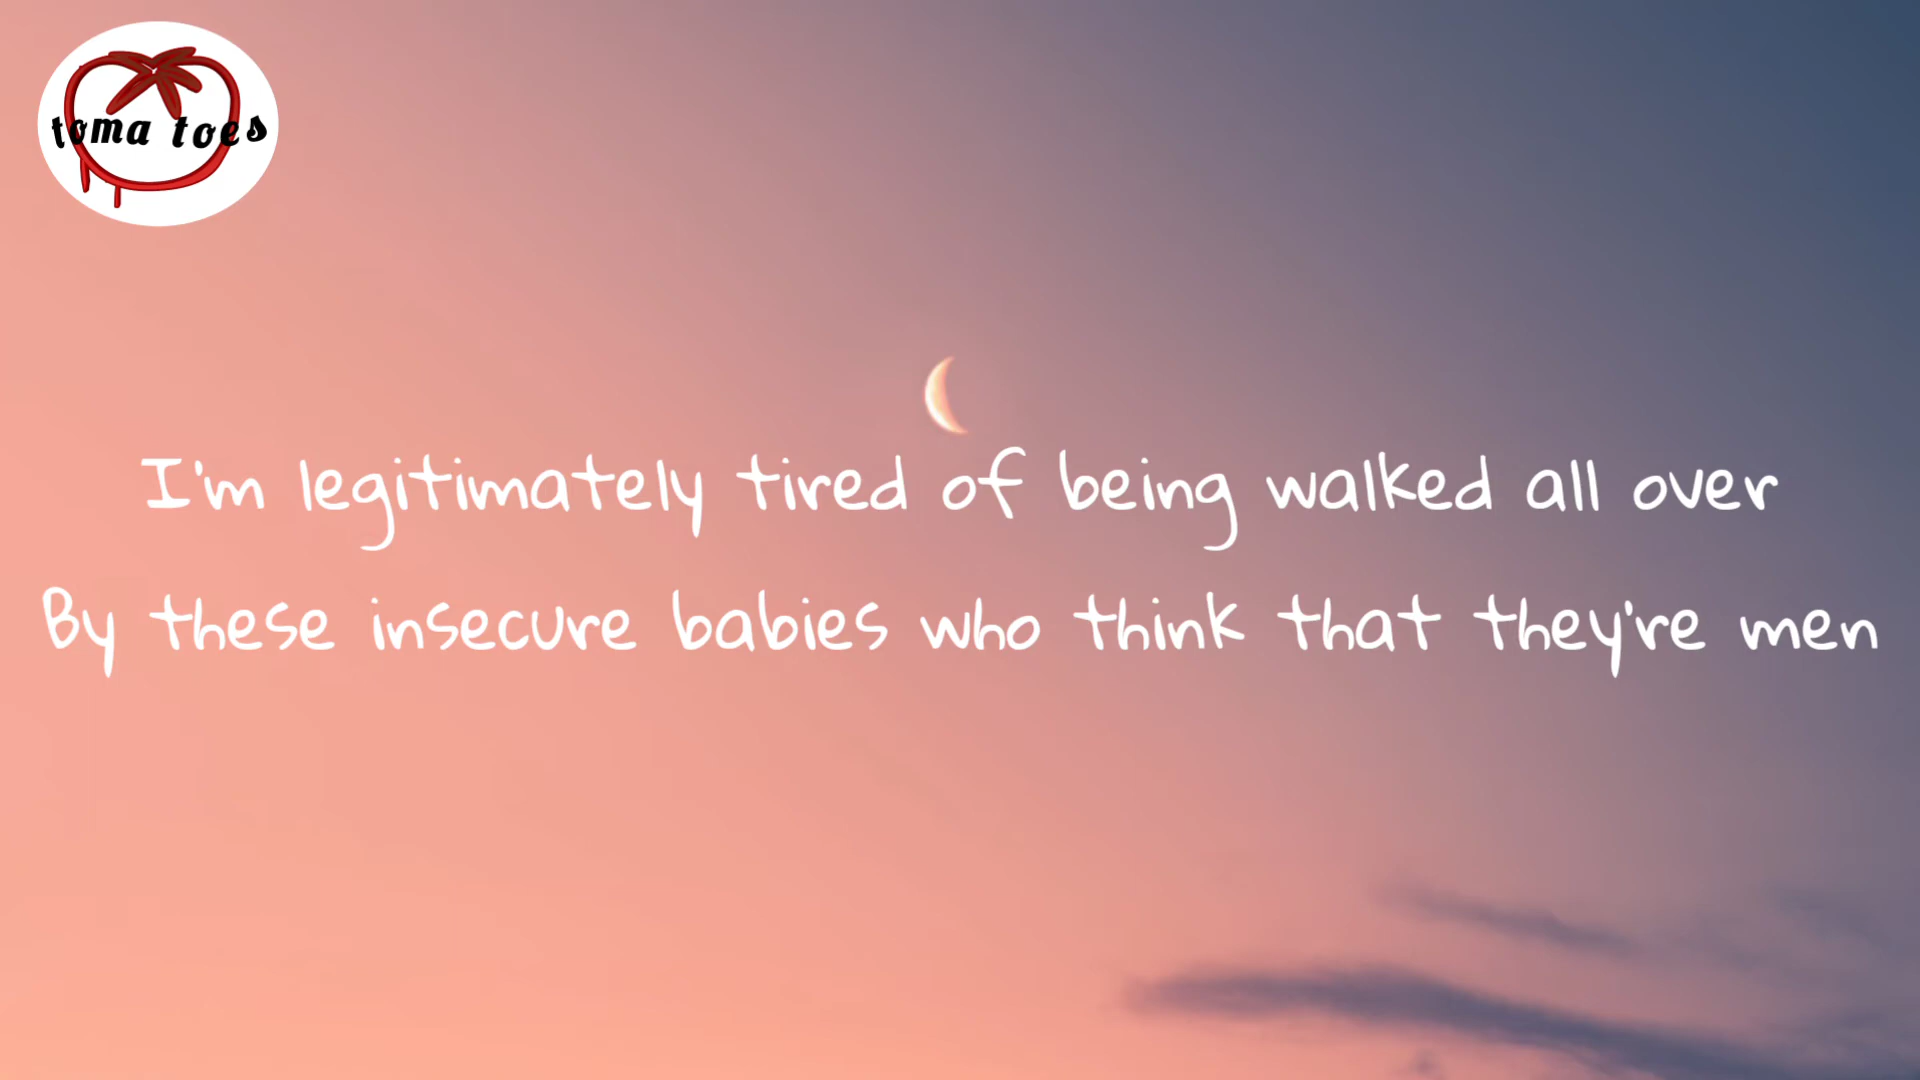 toma toes
I'm legitimately tired of being walked all over
By these insecure babies who think that they're men